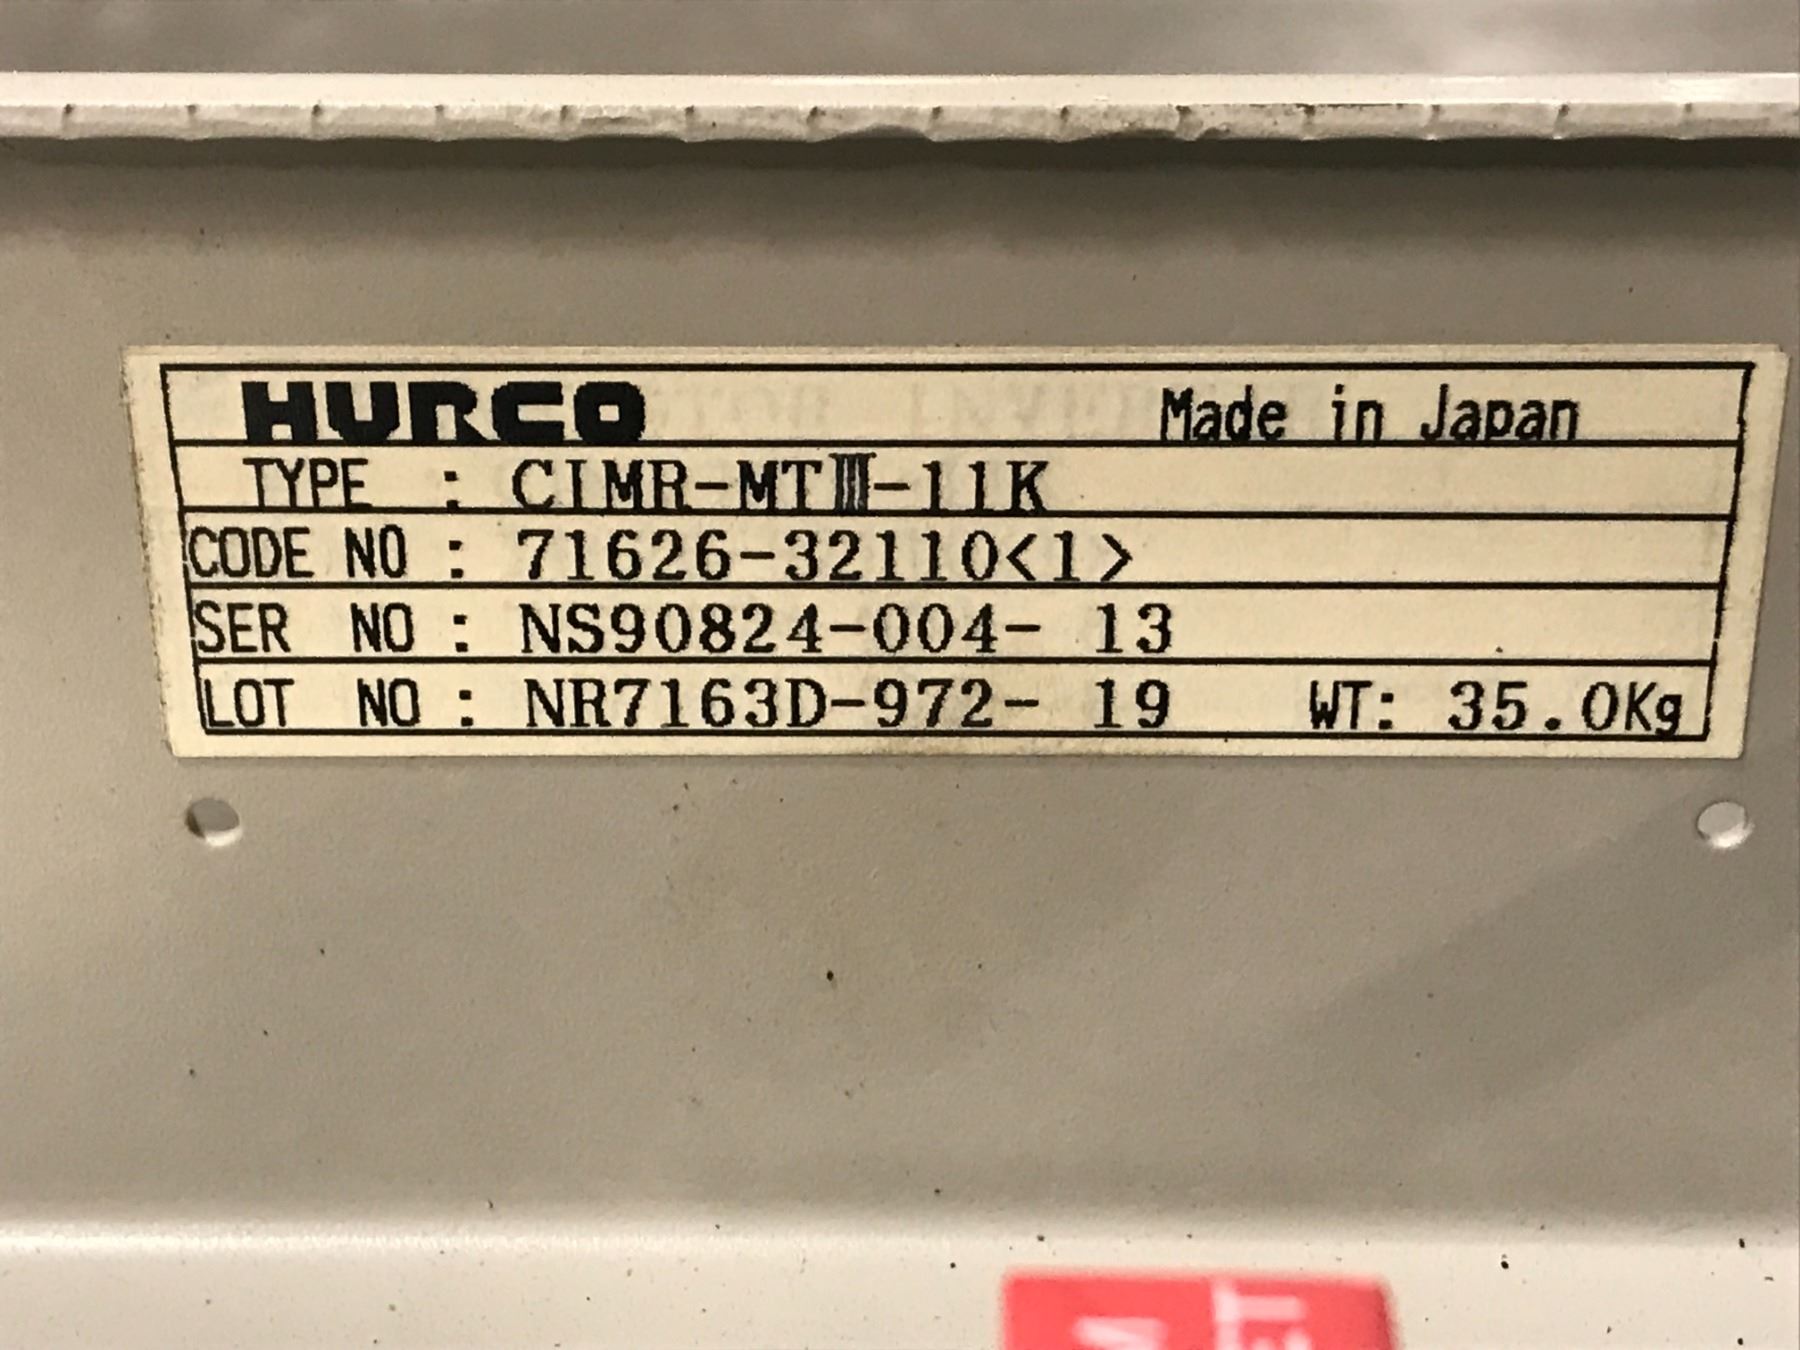 HURCO Made in Japan
TYPE : CIMR-MTⅢ-11K
CODE NO : 71626-32110<1>
SER NO : NS90824-004- 13
LOT NO : NR7163D-972- 19 WT: 35.0Kg